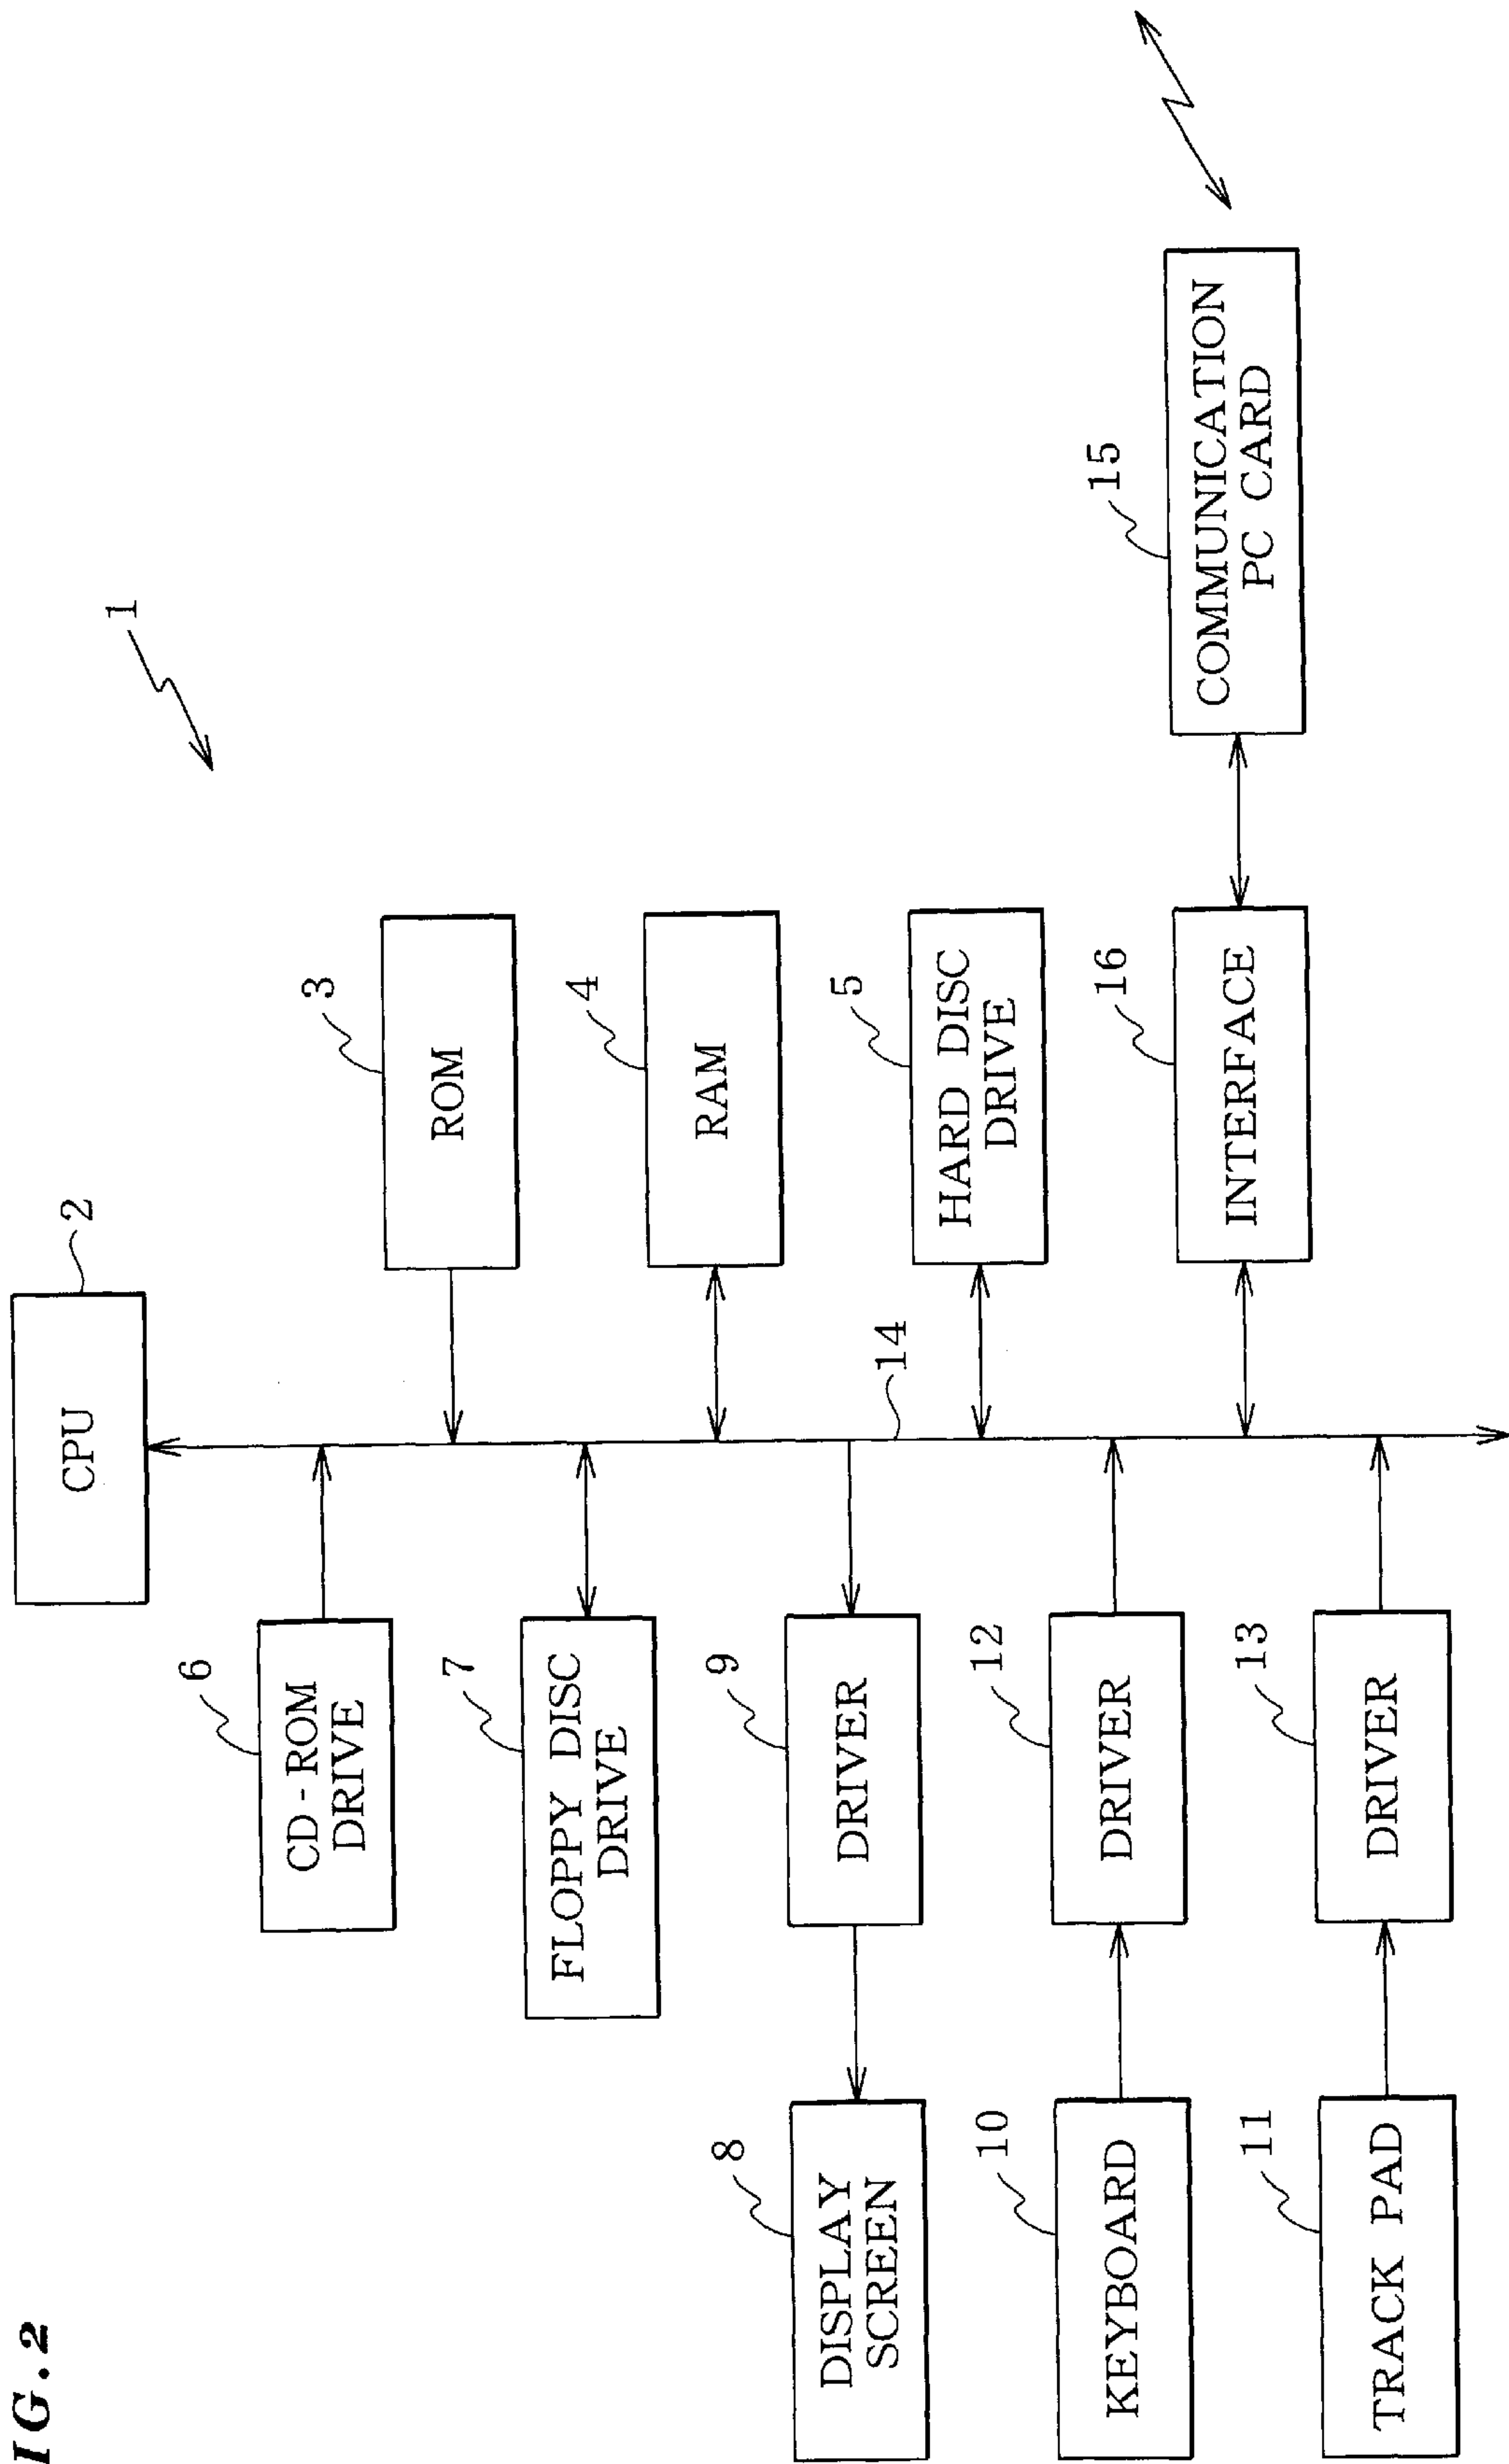 IG.2
1
CPU
2
CD-ROM
DRIVE
6
ROM
3
FLOPPY DISC
DRIVE
7
RAM
4
DISPLAY
SCREEN
8
DRIVER
9
14
HARD DISC
DRIVE
5
KEYBOARD
10
DRIVER
12
INTERFACE
16
COMMUNICATION
PC CARD
15
TRACK PAD
11
DRIVER
13